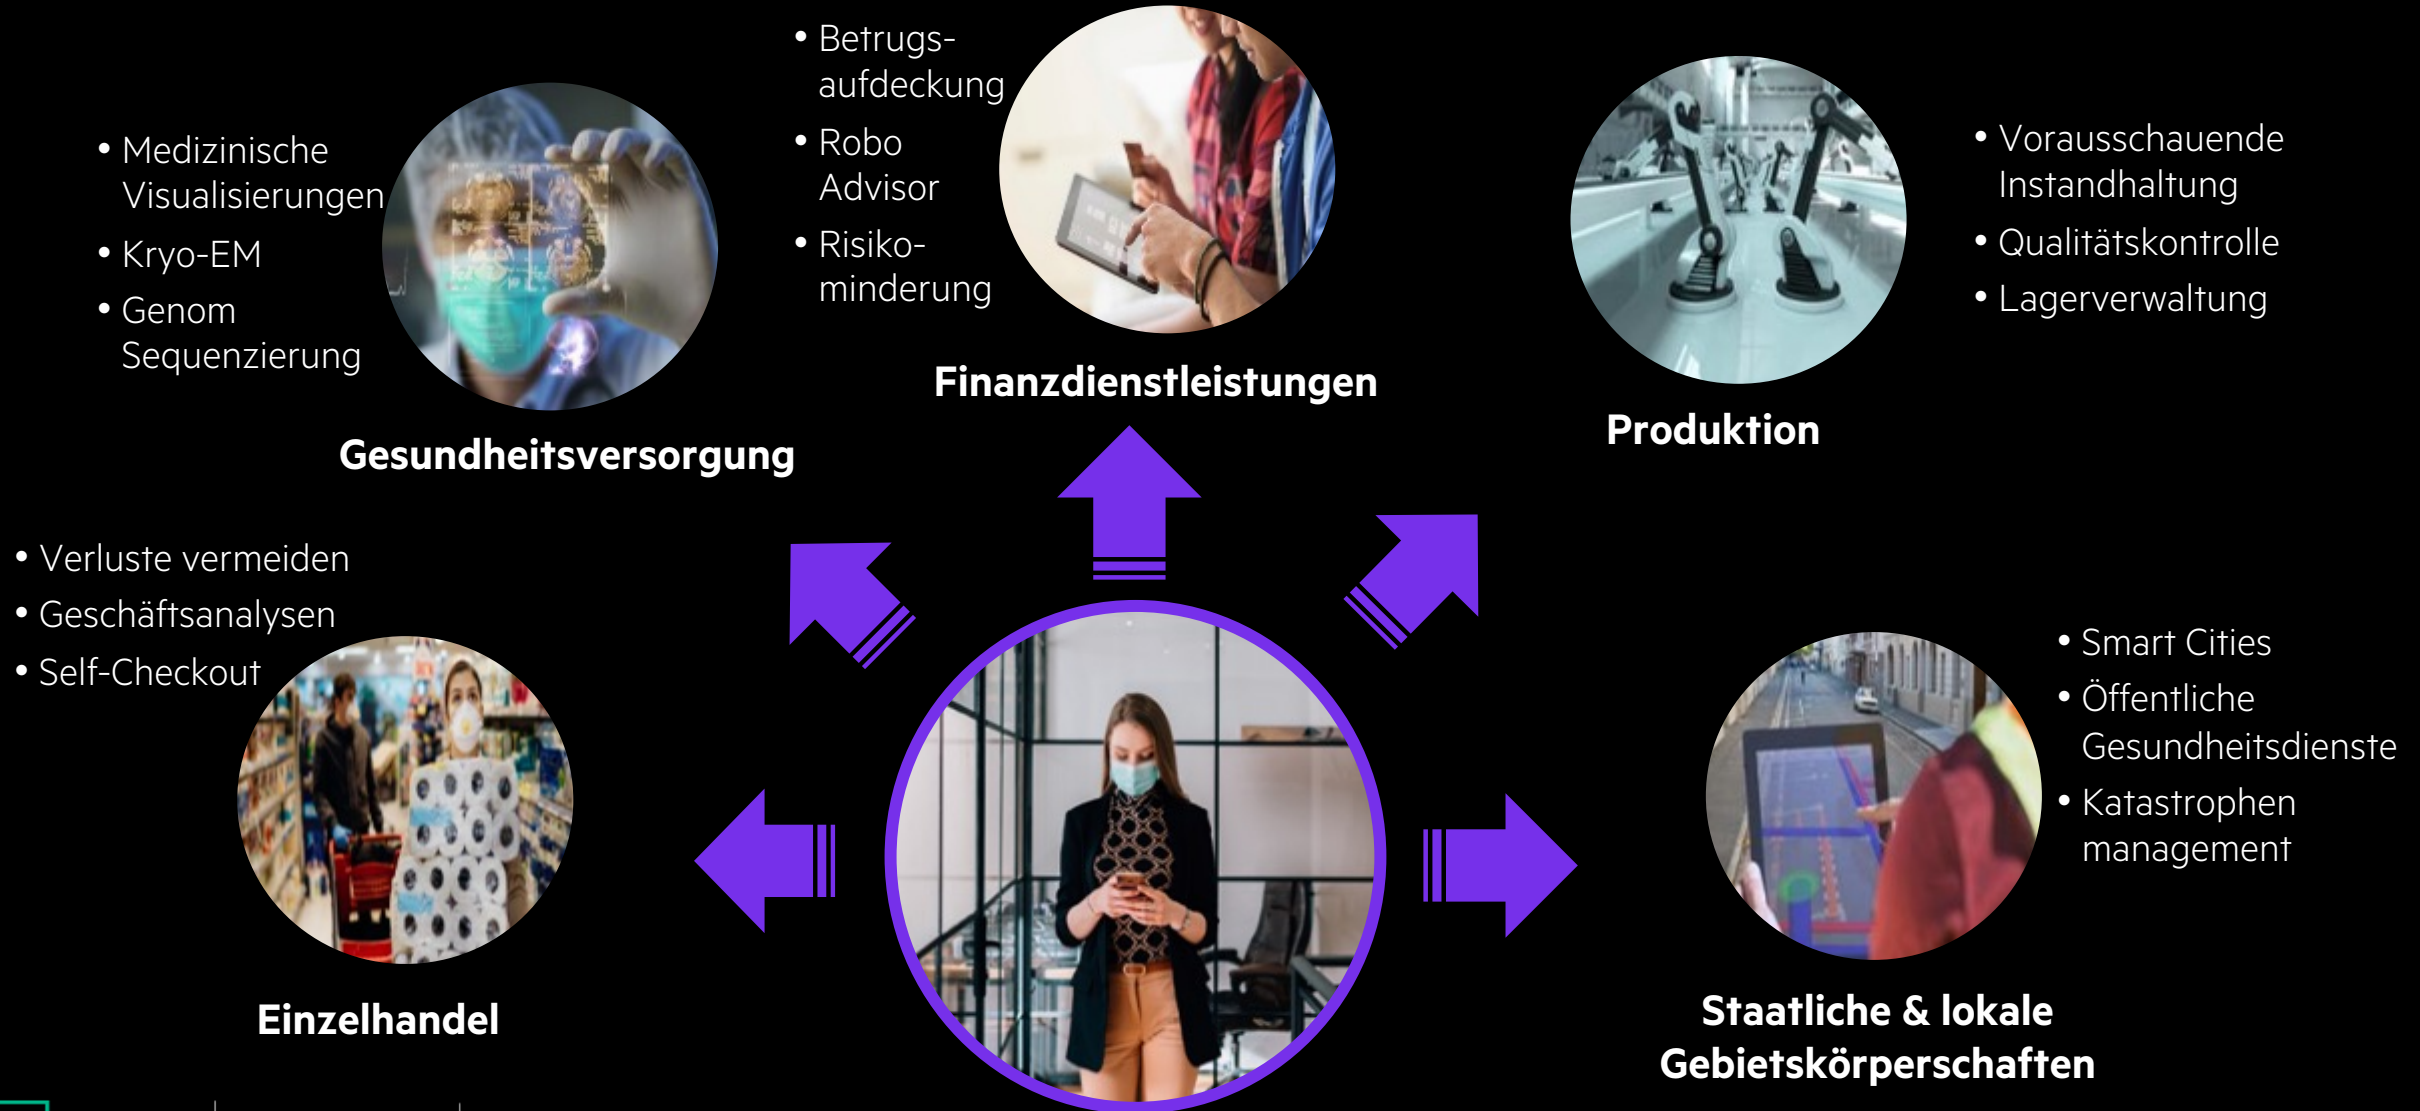 • Medizinische
Visualisierungen
• Kryo-EM
• Genom
Sequenzierung
Gesundheitsversorgung
• Betrugs-
aufdeckung
• Robo
Advisor
• Risiko-
minderung
Finanzdienstleistungen
• Vorausschauende
Instandhaltung
• Qualitätskontrolle
• Lagerverwaltung
Produktion
• Verluste vermeiden
• Geschäftsanalysen
• Self-Checkout
Einzelhandel
• Smart Cities
• Öffentliche
Gesundheitsdienste
• Katastrophen
management
Staatliche & lokale
Gebietskörperschaften